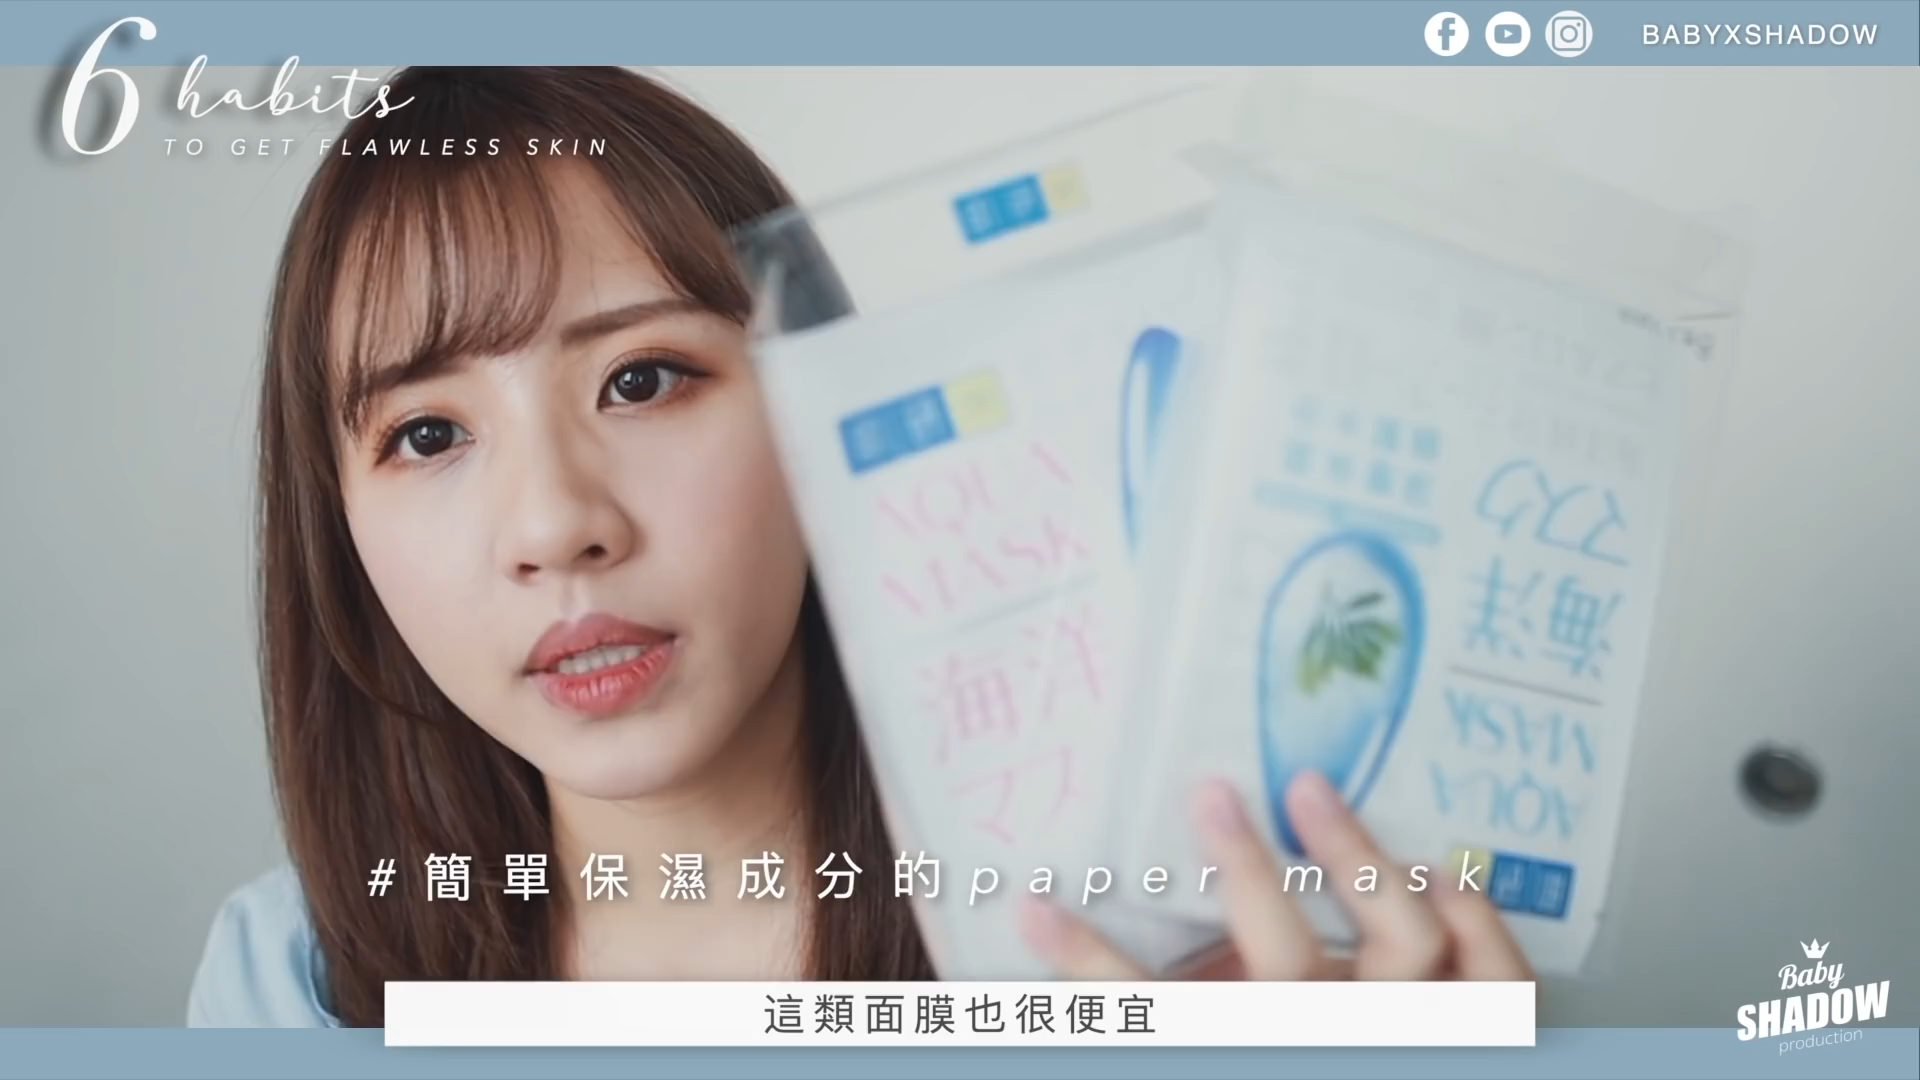 6 habits
TO GET FLAWLESS SKIN
BABYXSHADOW
AQUA
MASK
海洋
マス
AQUA
MASK
海洋
マスク
#簡單保濕成分的paper mask
這類面膜也很便宜
Baby
SHADOW
production